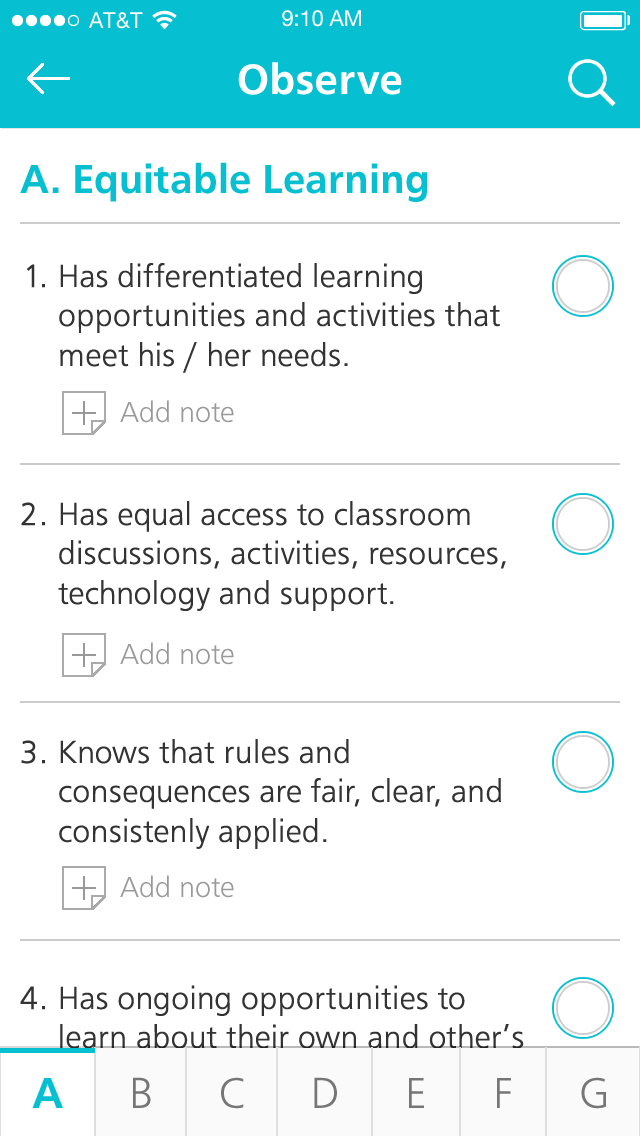 AT&T 9:10 AM
Observe
A. Equitable Learning
1. Has differentiated learning
opportunities and activities that
meet his / her needs.
Add note
2. Has equal access to classroom
discussions, activities, resources,
technology and support.
Add note
3. Knows that rules and
consequences are fair, clear, and
consistenly applied.
Add note
4. Has ongoing opportunities to
learn about their own and other’s
A B C D E F G